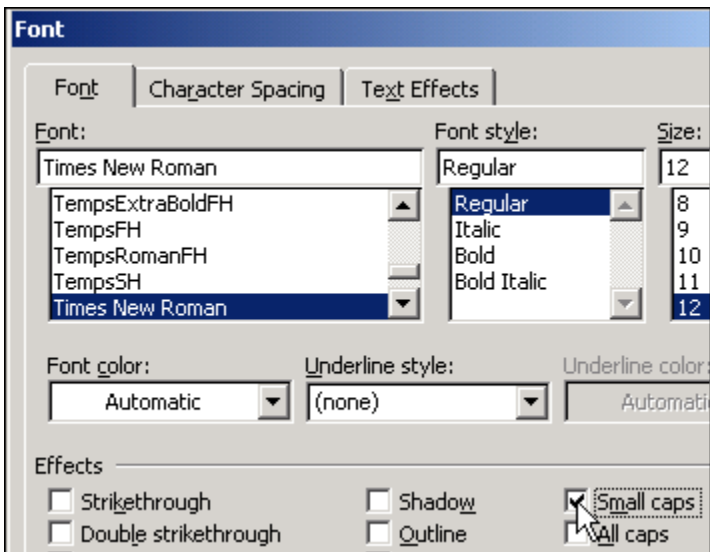 Font
Font Character Spacing Text Effects
Font: Font style: Size:
Times New Roman Regular 12
TempsExtraBoldFH Regular 8
TempsFH Italic 9
TempsRomanFH Bold 10
TempsSH Bold Italic 11
Times New Roman 12
Font color: Underline style: Underline color:
Automatic (none) Automati
Effects
Strikethrough Shadow Small caps
Double strikethrough Outline All caps